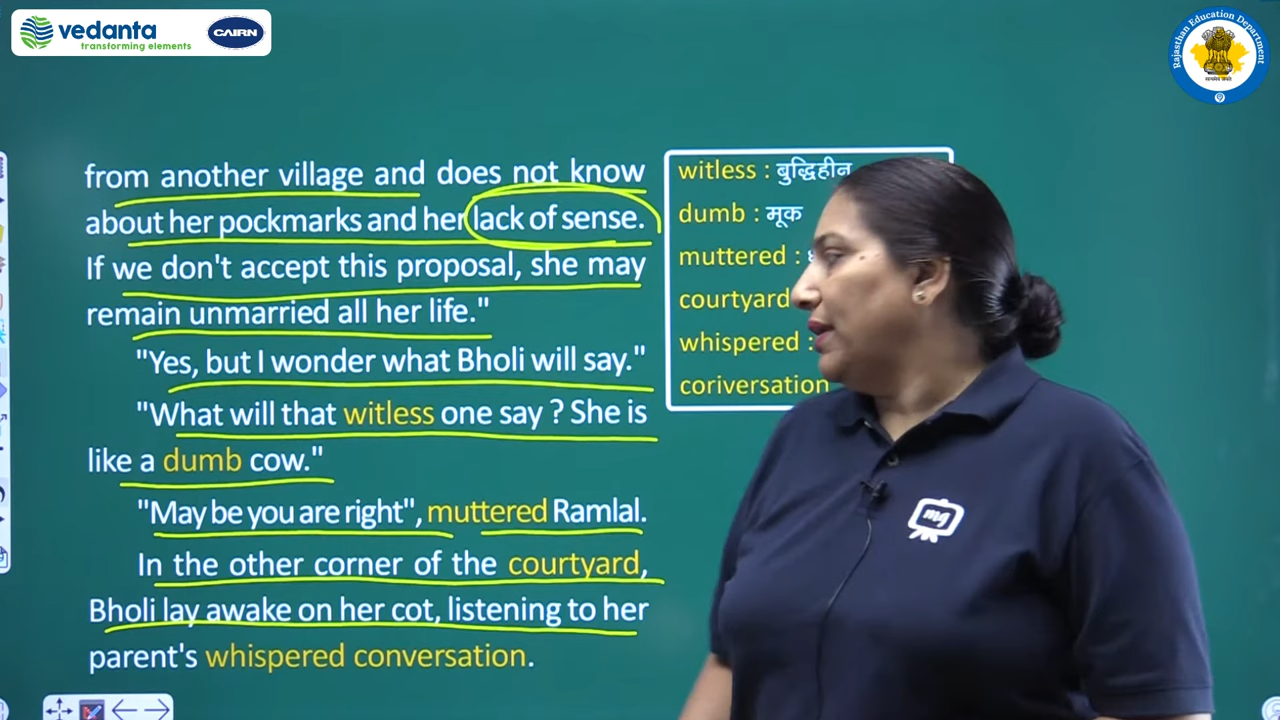 vedanta
transforming elements
CAIRN
Rajasthan Education Department
from another village and does not know
about her pockmarks and her lack of sense.
If we don't accept this proposal, she may
remain unmarried all her life."
"Yes, but I wonder what Bholi will say."
"What will that witless one say ? She is
like a dumb cow."
"May be you are right", muttered Ramlal.
In the other corner of the courtyard,
Bholi lay awake on her cot, listening to her
parent's whispered conversation.
witless : बुद्धिहीन
dumb : मूक
muttered :
courtyard
whispered :
coriversation
mg